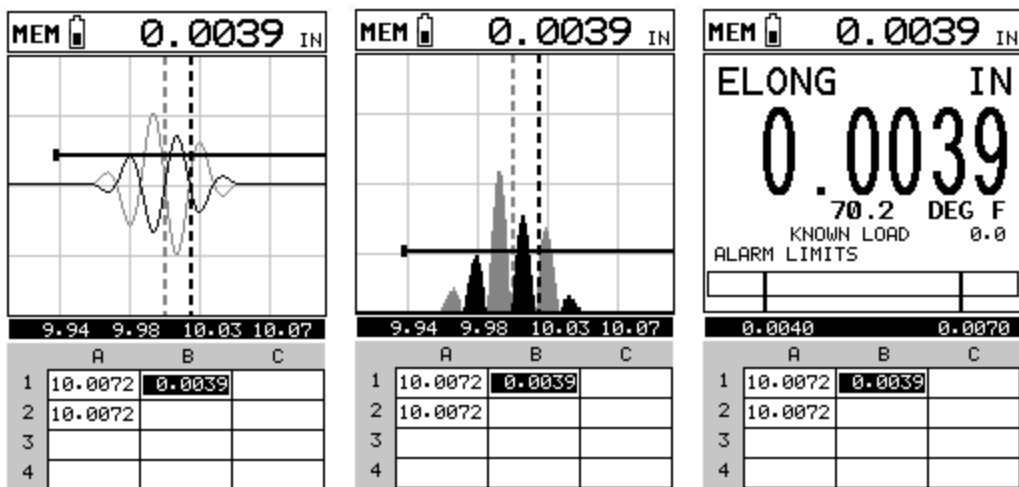 MEM 0.0039 IN
9.94 9.98 10.03 10.07
A B C
1 10.0072 0.0039
2 10.0072
3
4
MEM 0.0039 IN
9.94 9.98 10.03 10.07
A B C
1 10.0072 0.0039
2 10.0072
3
4
MEM 0.0039 IN
ELONG IN
0.0039
70.2 DEG F
KNOWN LOAD 0.0
ALARM LIMITS
0.0040 0.0070
A B C
1 10.0072 0.0039
2 10.0072
3
4